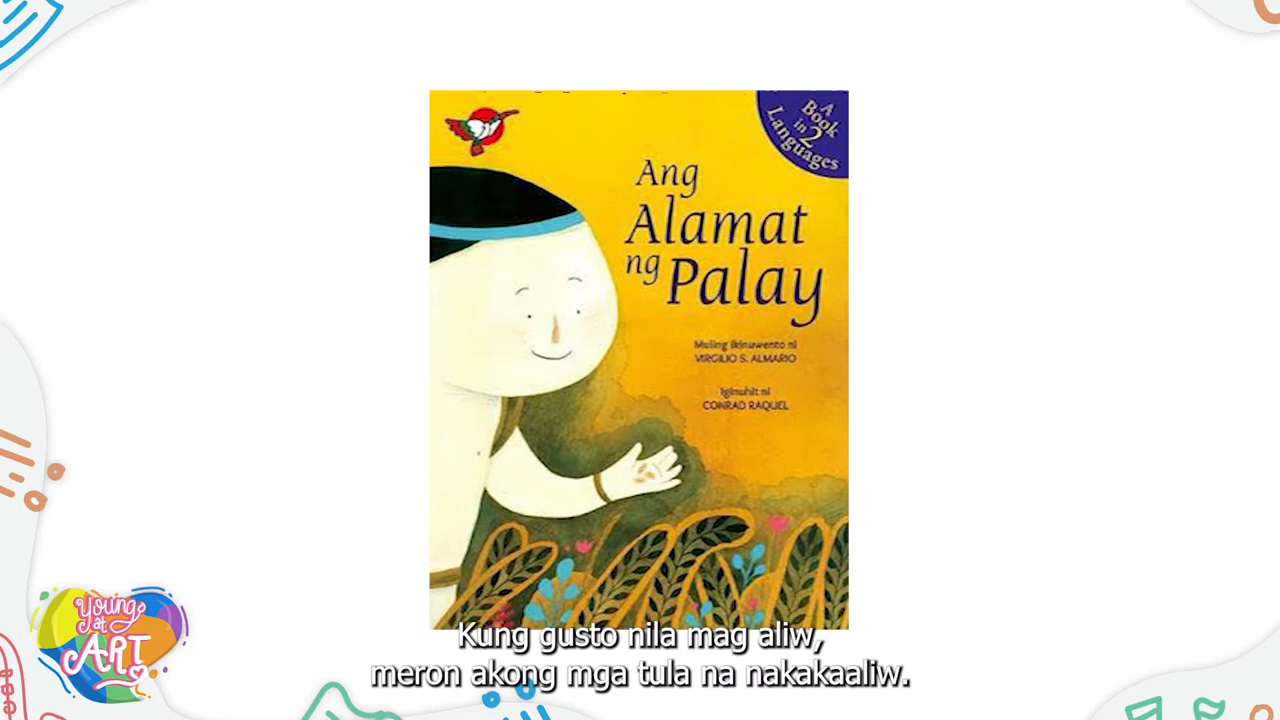 A
Book
in 2
Languages
Ang
Alamat
ng Palay
Muling ikinuwento ni
VIRGILIO S. ALMARIO
Iginuhit ni
CONRAD RAQUEL
Young
at
ART
Kung gusto nila mag aliw,
meron akong mga tula na nakakaaliw.